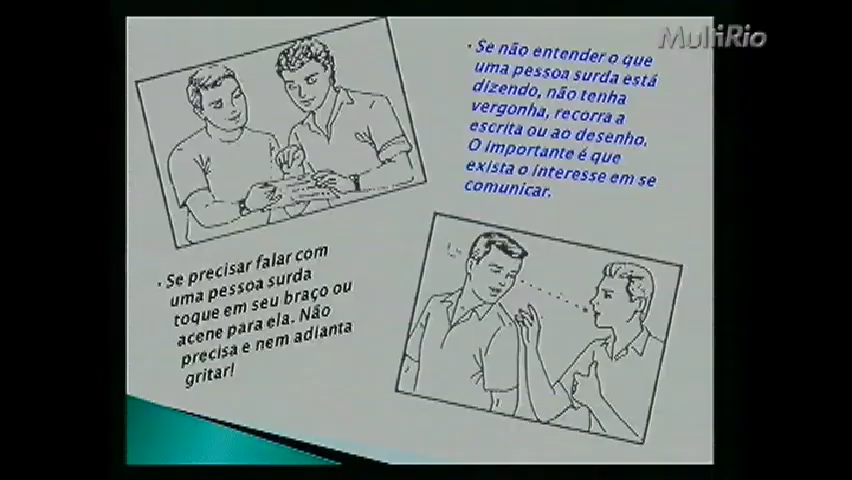 MultiRio
· Se não entender o que
uma pessoa surda está
dizendo, não tenha
vergonha, recorra a
escrita ou ao desenho.
O importante é que
exista o interesse em se
comunicar.
· Se precisar falar com
uma pessoa surda
toque em seu braço ou
acene para ela. Não
precisa e nem adianta
gritar!